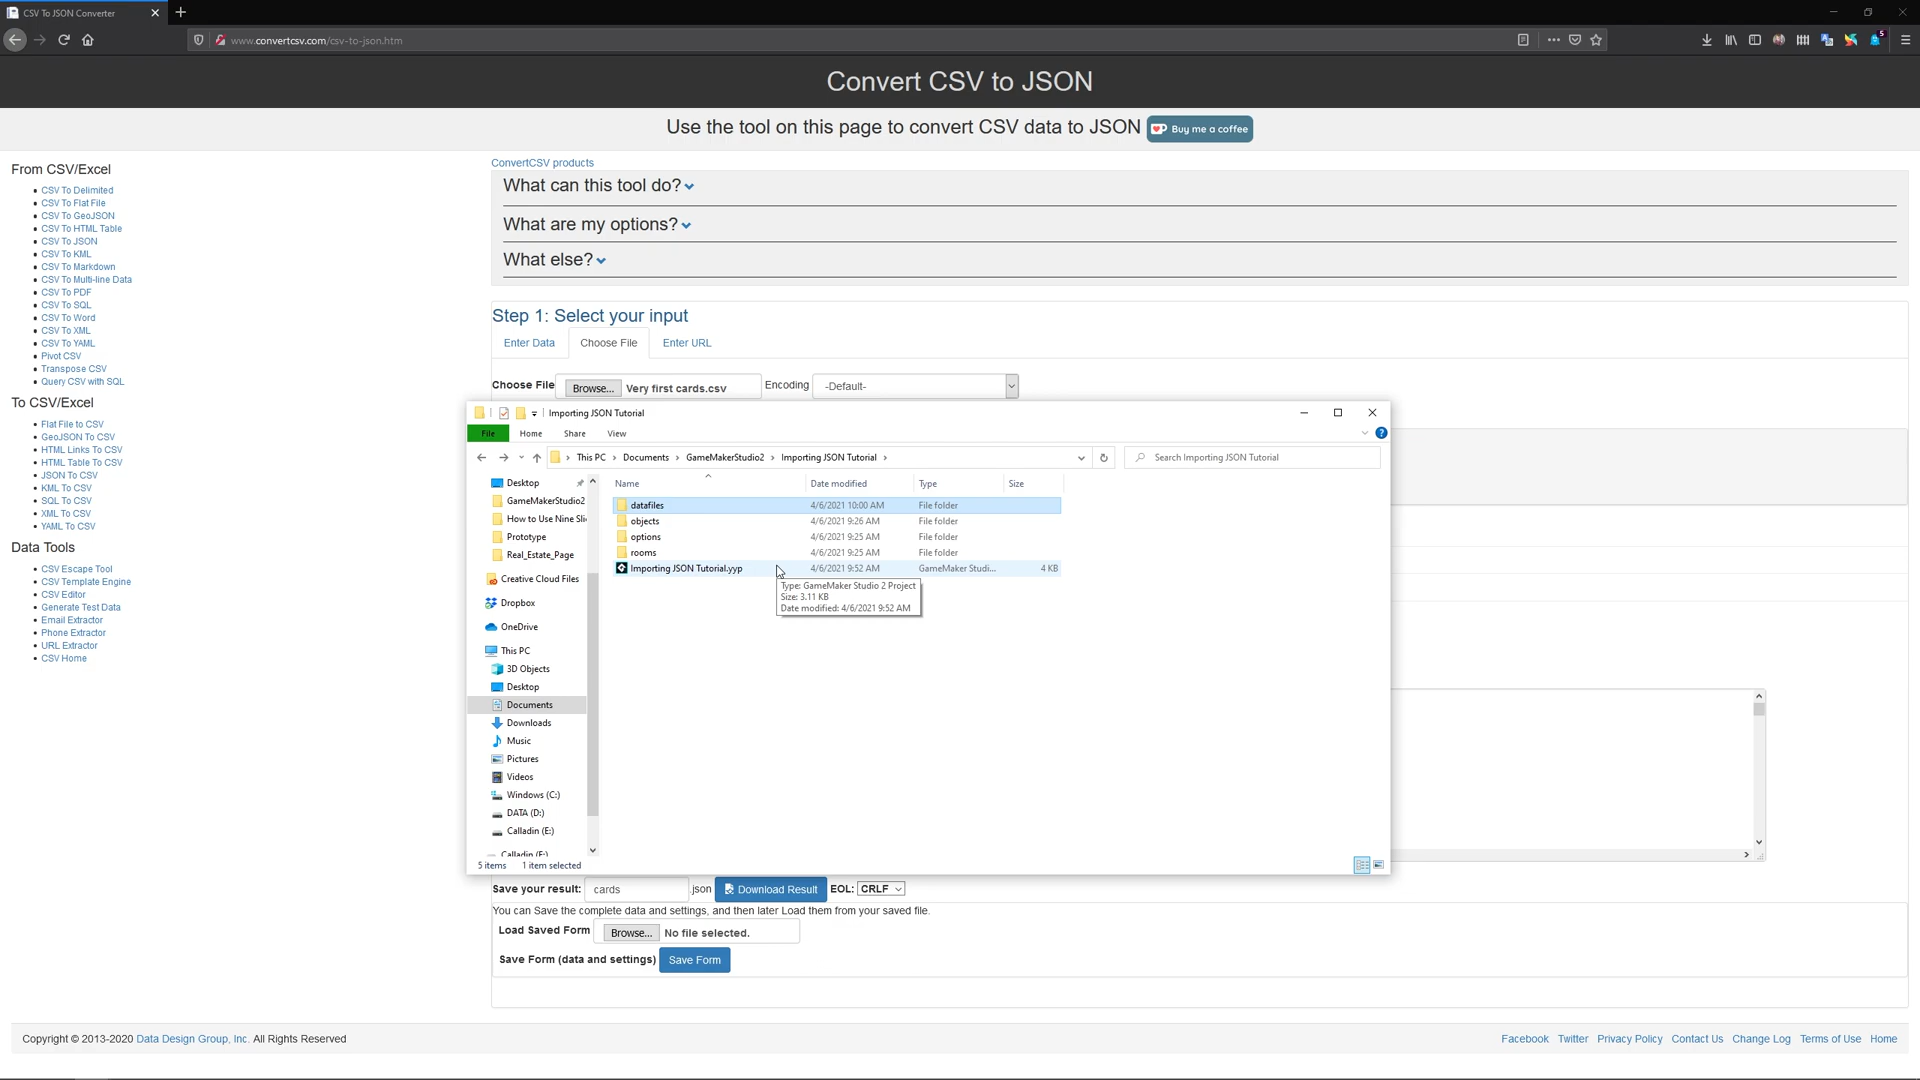 CSV To JSON Converter
www.convertcsv.com/csv-to-json.htm
5
Convert CSV to JSON
Use the tool on this page to convert CSV data to JSON
Buy me a coffee
From CSV/Excel
CSV To Delimited
CSV To Flat File
CSV To GeoJSON
CSV To HTML Table
CSV To JSON
CSV To KML
CSV To Markdown
CSV To Multi-line Data
CSV To PDF
CSV To SQL
CSV To Word
CSV To XML
CSV To YAML
Pivot CSV
Transpose CSV
Query CSV with SQL
To CSV/Excel
Flat File to CSV
GeoJSON To CSV
HTML Links To CSV
HTML Table To CSV
JSON To CSV
KML To CSV
SQL To CSV
XML To CSV
YAML To CSV
Data Tools
CSV Escape Tool
CSV Template Engine
CSV Editor
Generate Test Data
Email Extractor
Phone Extractor
URL Extractor
CSV Home
ConvertCSV products
What can this tool do?
What are my options?
What else?
Step 1: Select your input
Enter Data Choose File Enter URL
Choose File Browse... Very first cards.csv Encoding -Default-
Importing JSON Tutorial
File Home Share View
This PC > Documents > GameMakerStudio2 > Importing JSON Tutorial >
Search Importing JSON Tutorial
Desktop
GameMakerStudio2
How to Use Nine Sli
Prototype
Real_Estate_Page
Creative Cloud Files
Dropbox
OneDrive
This PC
3D Objects
Desktop
Documents
Downloads
Music
Pictures
Videos
Windows (C:)
DATA (D:)
Calladin (E:)
Calladin (E:)
Name Date modified Type Size
datafiles 4/6/2021 10:00 AM File folder
objects 4/6/2021 9:26 AM File folder
options 4/6/2021 9:25 AM File folder
rooms 4/6/2021 9:25 AM File folder
Importing JSON Tutorial.yyp 4/6/2021 9:52 AM GameMaker Studi... 4 KB
Type: GameMaker Studio 2 Project
Size: 3.11 KB
Date modified: 4/6/2021 9:52 AM
5 items 1 item selected
Save your result: cards .json Download Result EOL: CRLF
You can Save the complete data and settings, and then later Load them from your saved file.
Load Saved Form Browse... No file selected.
Save Form (data and settings) Save Form
Copyright © 2013-2020 Data Design Group, Inc. All Rights Reserved
Facebook Twitter Privacy Policy Contact Us Change Log Terms of Use Home